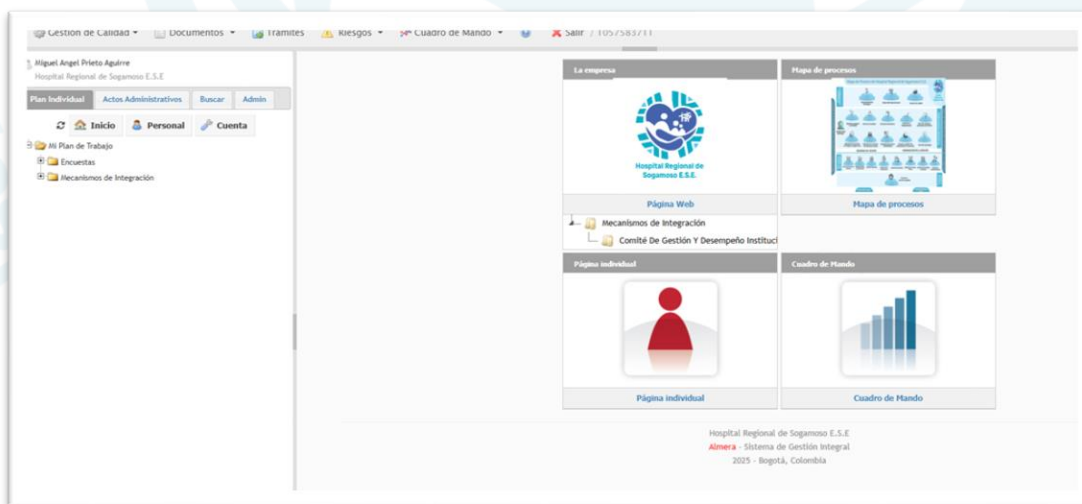 Gestión de Calidad Documentos Trámites Riesgos Cuadro de Mando Salir / 1057583711
Miguel Angel Prieto Aguirre
Hospital Regional de Sogamoso E.S.E
Plan Individual Actos Administrativos Buscar Admin
Inicio Personal Cuenta
Mi Plan de Trabajo
Encuestas
Mecanismos de Integración
La empresa
Hospital Regional de
Sogamoso E.S.E.
Página Web
Mapa de procesos
Mapa de procesos
Mecanismos de Integración
Comité De Gestión Y Desempeño Instituci
Página individual
Página individual
Cuadro de Mando
Cuadro de Mando
Hospital Regional de Sogamoso E.S.E
Almera - Sistema de Gestión Integral
2025 - Bogotá, Colombia